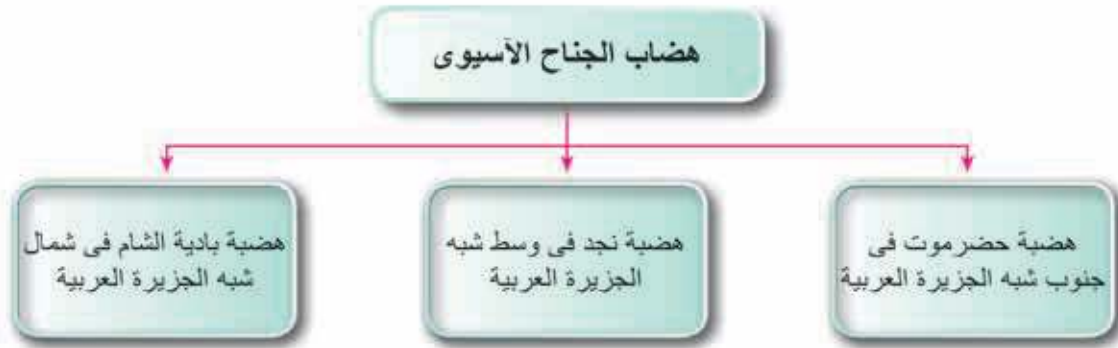 هضاب الجناح الآسيوى
هضبة حضرموت فى
جنوب شبه الجزيرة العربية
هضبة نجد فى وسط شبه
الجزيرة العربية
هضبة بادية الشام فى شمال
شبه الجزيرة العربية